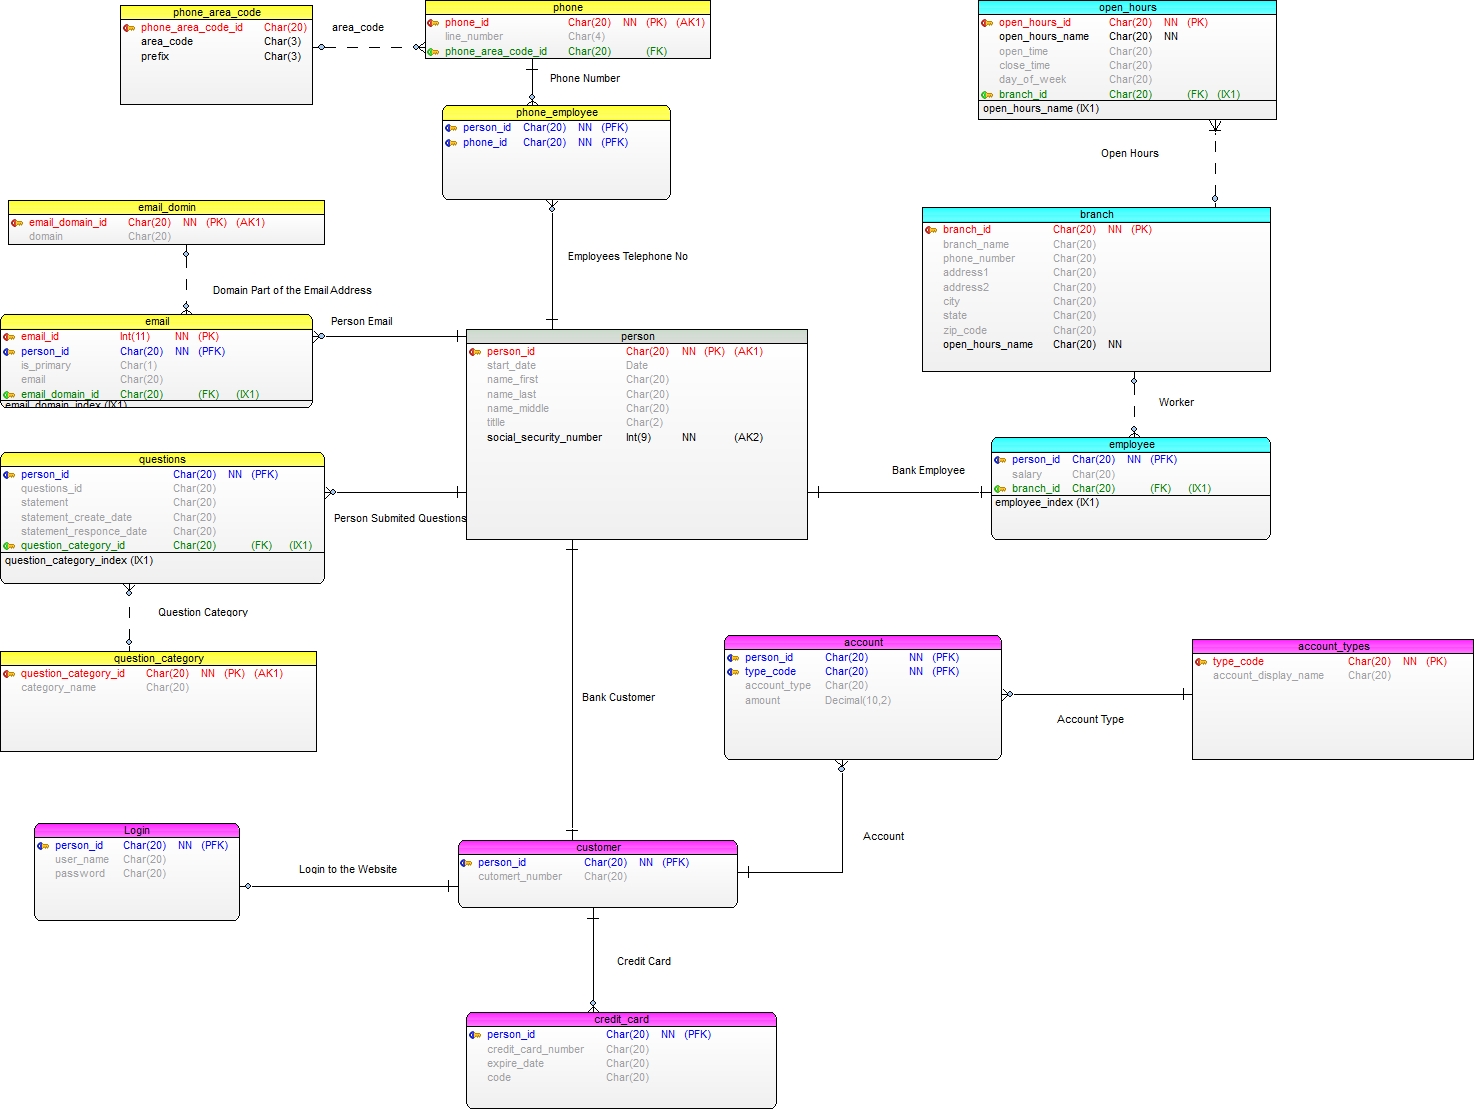 phone_area_code
phone_area_code_id Char(20)
area_code Char(3)
prefix Char(3)
area_code
phone
phone_id Char(20) NN (PK) (AK1)
line_number Char(4)
phone_area_code_id Char(20) (FK)
Phone Number
phone_employee
person_id Char(20) NN (PFK)
phone_id Char(20) NN (PFK)
Employees Telephone No
open_hours
open_hours_id Char(20) NN (PK)
open_hours_name Char(20) NN
open_time Char(20)
close_time Char(20)
day_of_week Char(20)
branch_id Char(20) (FK) (IX1)
open_hours_name (IX1)
Open Hours
branch
branch_id Char(20) NN (PK)
branch_name Char(20)
phone_number Char(20)
address1 Char(20)
address2 Char(20)
city Char(20)
state Char(20)
zip_code Char(20)
open_hours_name Char(20) NN
Worker
email_domin
email_domain_id Char(20) NN (PK) (AK1)
domain Char(20)
Domain Part of the Email Address
email
email_id Int(11) NN (PK)
person_id Char(20) NN (PFK)
is_primary Char(1)
email Char(20)
email_domain_id Char(20) (FK) (IX1)
email_domain_index (IX1)
Person Email
person
person_id Char(20) NN (PK) (AK1)
start_date Date
name_first Char(20)
name_last Char(20)
name_middle Char(20)
titlle Char(2)
social_security_number Int(9) NN (AK2)
Bank Employee
employee
person_id Char(20) NN (PFK)
salary Char(20)
branch_id Char(20) (FK) (IX1)
employee_index (IX1)
questions
person_id Char(20) NN (PFK)
questions_id Char(20)
statement Char(20)
statement_create_date Char(20)
statement_responce_date Char(20)
question_category_id Char(20) (FK) (IX1)
question_category_index (IX1)
Person Submited Questions
Question Category
question_category
question_category_id Char(20) NN (PK) (AK1)
category_name Char(20)
Bank Customer
account
person_id Char(20) NN (PFK)
type_code Char(20) NN (PFK)
account_type Char(20)
amount Decimal(10,2)
Account Type
account_types
type_code Char(20) NN (PK)
account_display_name Char(20)
Account
Login
person_id Char(20) NN (PFK)
user_name Char(20)
password Char(20)
Login to the Website
customer
person_id Char(20) NN (PFK)
cutomert_number Char(20)
Credit Card
credit_card
person_id Char(20) NN (PFK)
credit_card_number Char(20)
expire_date Char(20)
code Char(20)